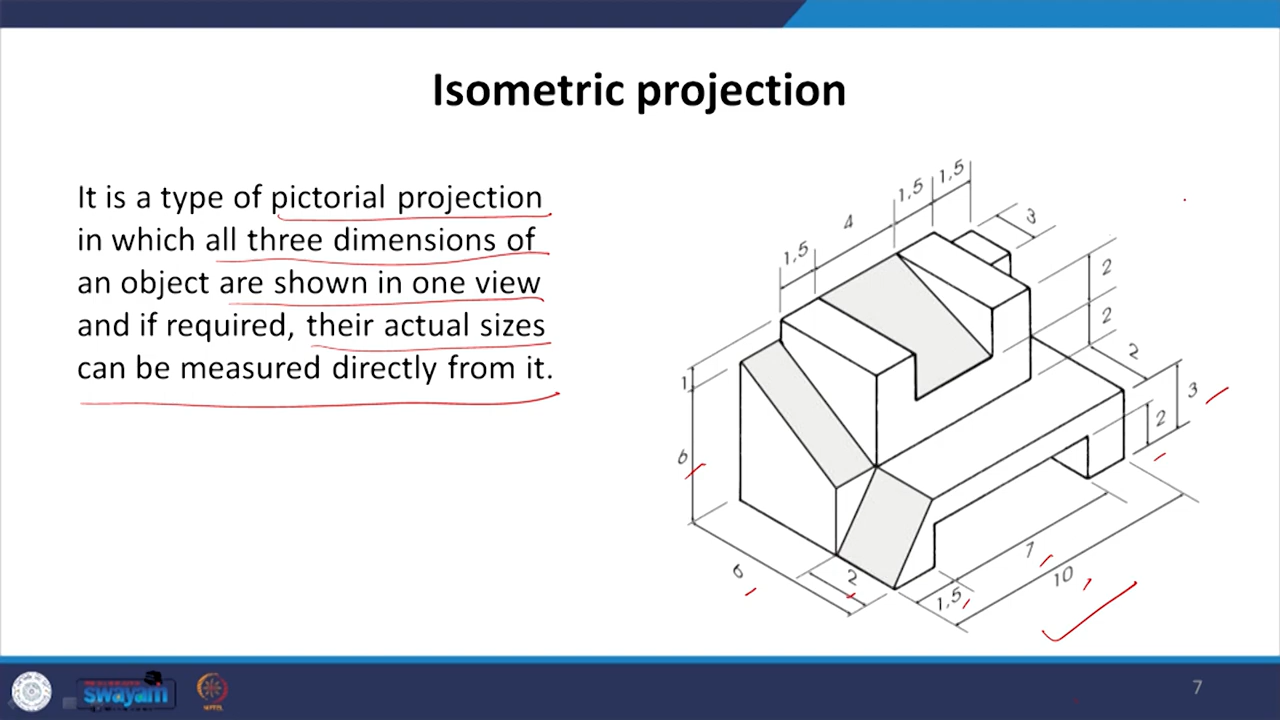 Isometric projection
It is a type of pictorial projection
in which all three dimensions of
an object are shown in one view
and if required, their actual sizes
can be measured directly from it.
1,5
1,5
4
1,5
3
2
2
2
3
2
1
6
6
2
1,5
7
10
swayam
7